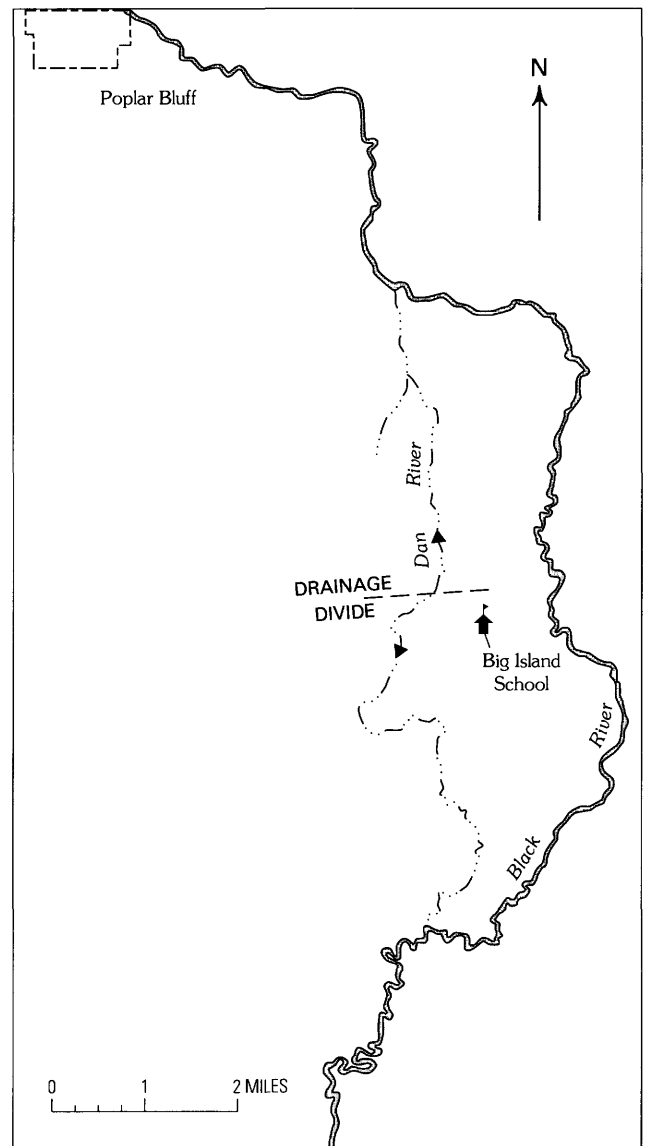 N
Poplar Bluff
River
Dan
DRAINAGE
DIVIDE
Big Island
School
River
Black
0 1 2 MILES